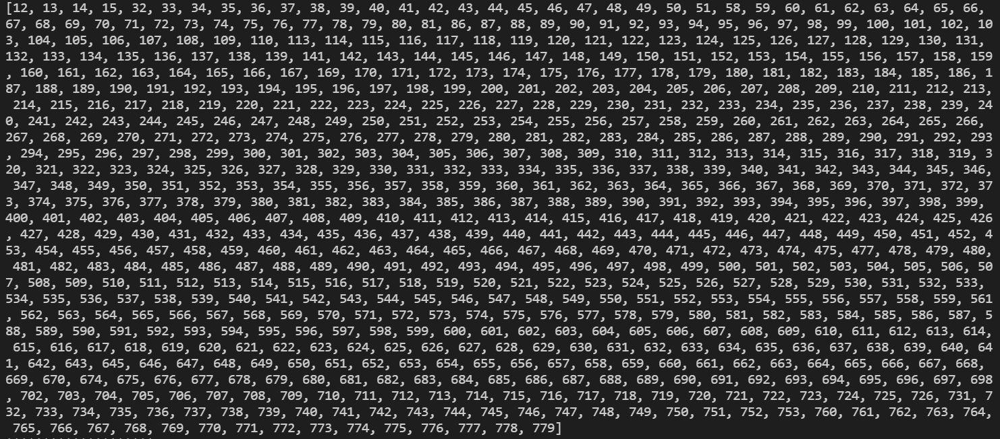 [12, 13, 14, 15, 32, 33, 34, 35, 36, 37, 38, 39, 40, 41, 42, 43, 44, 45, 46, 47, 48, 49, 50, 51, 58, 59, 60, 61, 62, 63, 64, 65, 66,
67, 68, 69, 70, 71, 72, 73, 74, 75, 76, 77, 78, 79, 80, 81, 86, 87, 88, 89, 90, 91, 92, 93, 94, 95, 96, 97, 98, 99, 100, 101, 102, 10
3, 104, 105, 106, 107, 108, 109, 110, 113, 114, 115, 116, 117, 118, 119, 120, 121, 122, 123, 124, 125, 126, 127, 128, 129, 130, 131,
132, 133, 134, 135, 136, 137, 138, 139, 141, 142, 143, 144, 145, 146, 147, 148, 149, 150, 151, 152, 153, 154, 155, 156, 157, 158, 159
, 160, 161, 162, 163, 164, 165, 166, 167, 169, 170, 171, 172, 173, 174, 175, 176, 177, 178, 179, 180, 181, 182, 183, 184, 185, 186, 1
87, 188, 189, 190, 191, 192, 193, 194, 195, 196, 197, 198, 199, 200, 201, 202, 203, 204, 205, 206, 207, 208, 209, 210, 211, 212, 213,
214, 215, 216, 217, 218, 219, 220, 221, 222, 223, 224, 225, 226, 227, 228, 229, 230, 231, 232, 233, 234, 235, 236, 237, 238, 239, 24
0, 241, 242, 243, 244, 245, 246, 247, 248, 249, 250, 251, 252, 253, 254, 255, 256, 257, 258, 259, 260, 261, 262, 263, 264, 265, 266,
267, 268, 269, 270, 271, 272, 273, 274, 275, 276, 277, 278, 279, 280, 281, 282, 283, 284, 285, 286, 287, 288, 289, 290, 291, 292, 293
, 294, 295, 296, 297, 298, 299, 300, 301, 302, 303, 304, 305, 306, 307, 308, 309, 310, 311, 312, 313, 314, 315, 316, 317, 318, 319, 3
20, 321, 322, 323, 324, 325, 326, 327, 328, 329, 330, 331, 332, 333, 334, 335, 336, 337, 338, 339, 340, 341, 342, 343, 344, 345, 346,
347, 348, 349, 350, 351, 352, 353, 354, 355, 356, 357, 358, 359, 360, 361, 362, 363, 364, 365, 366, 367, 368, 369, 370, 371, 372, 37
3, 374, 375, 376, 377, 378, 379, 380, 381, 382, 383, 384, 385, 386, 387, 388, 389, 390, 391, 392, 393, 394, 395, 396, 397, 398, 399,
400, 401, 402, 403, 404, 405, 406, 407, 408, 409, 410, 411, 412, 413, 414, 415, 416, 417, 418, 419, 420, 421, 422, 423, 424, 425, 426
, 427, 428, 429, 430, 431, 432, 433, 434, 435, 436, 437, 438, 439, 440, 441, 442, 443, 444, 445, 446, 447, 448, 449, 450, 451, 452, 4
53, 454, 455, 456, 457, 458, 459, 460, 461, 462, 463, 464, 465, 466, 467, 468, 469, 470, 471, 472, 473, 474, 475, 477, 478, 479, 480,
481, 482, 483, 484, 485, 486, 487, 488, 489, 490, 491, 492, 493, 494, 495, 496, 497, 498, 499, 500, 501, 502, 503, 504, 505, 506, 50
7, 508, 509, 510, 511, 512, 513, 514, 515, 516, 517, 518, 519, 520, 521, 522, 523, 524, 525, 526, 527, 528, 529, 530, 531, 532, 533,
534, 535, 536, 537, 538, 539, 540, 541, 542, 543, 544, 545, 546, 547, 548, 549, 550, 551, 552, 553, 554, 555, 556, 557, 558, 559, 561
, 562, 563, 564, 565, 566, 567, 568, 569, 570, 571, 572, 573, 574, 575, 576, 577, 578, 579, 580, 581, 582, 583, 584, 585, 586, 587, 5
88, 589, 590, 591, 592, 593, 594, 595, 596, 597, 598, 599, 600, 601, 602, 603, 604, 605, 606, 607, 608, 609, 610, 611, 612, 613, 614,
615, 616, 617, 618, 619, 620, 621, 622, 623, 624, 625, 626, 627, 628, 629, 630, 631, 632, 633, 634, 635, 636, 637, 638, 639, 640, 64
1, 642, 643, 645, 646, 647, 648, 649, 650, 651, 652, 653, 654, 655, 656, 657, 658, 659, 660, 661, 662, 663, 664, 665, 666, 667, 668,
669, 670, 674, 675, 676, 677, 678, 679, 680, 681, 682, 683, 684, 685, 686, 687, 688, 689, 690, 691, 692, 693, 694, 695, 696, 697, 698
, 702, 703, 704, 705, 706, 707, 708, 709, 710, 711, 712, 713, 714, 715, 716, 717, 718, 719, 720, 721, 722, 723, 724, 725, 726, 731, 7
32, 733, 734, 735, 736, 737, 738, 739, 740, 741, 742, 743, 744, 745, 746, 747, 748, 749, 750, 751, 752, 753, 760, 761, 762, 763, 764,
765, 766, 767, 768, 769, 770, 771, 772, 773, 774, 775, 776, 777, 778, 779]